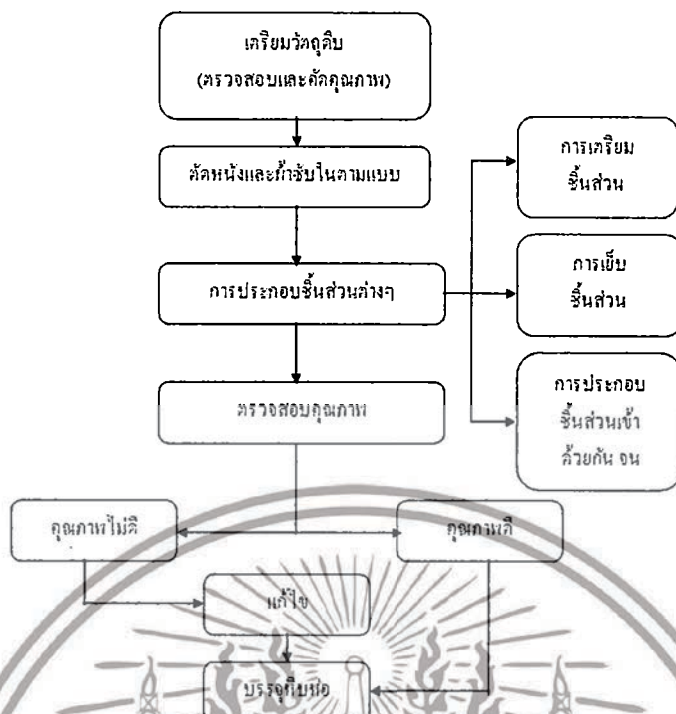 เตรียมวัตถุดิบ
(ตรวจสอบและคัดคุณภาพ)
ตัดหนังและผ้าซับในตามแบบ
การประกอบชิ้นส่วนต่างๆ
การเตรียม
ชิ้นส่วน
การเย็บ
ชิ้นส่วน
การประกอบ
ชิ้นส่วนเข้า
ด้วยกัน จน
ตรวจสอบคุณภาพ
คุณภาพไม่ดี
คุณภาพดี
แก้ไข
บรรจุหีบห่อ